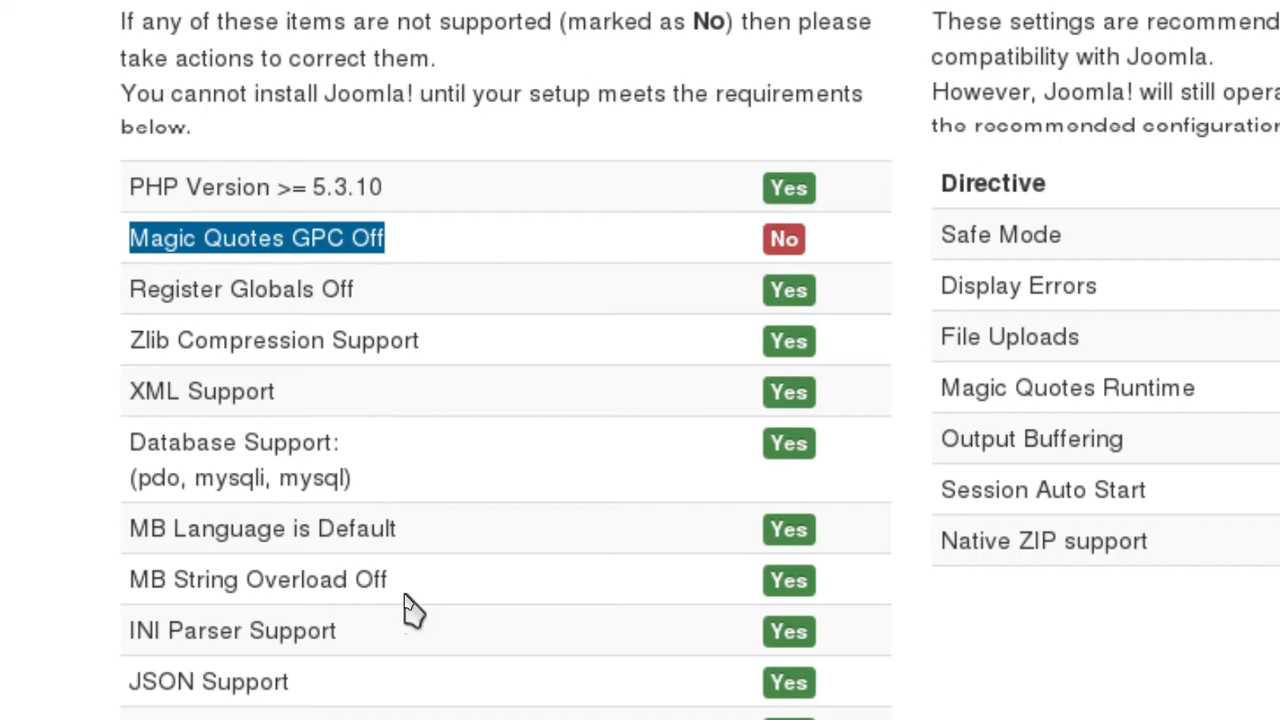 If any of these items are not supported (marked as No) then please
take actions to correct them.
You cannot install Joomla! until your setup meets the requirements
below.
PHP Version >= 5.3.10 Yes
Magic Quotes GPC Off No
Register Globals Off Yes
Zlib Compression Support Yes
XML Support Yes
Database Support: Yes
(pdo, mysqli, mysql)
MB Language is Default Yes
MB String Overload Off Yes
INI Parser Support Yes
JSON Support Yes
These settings are recommend
compatibility with Joomla.
However, Joomla! will still opera
the recommended configuration
Directive
Safe Mode
Display Errors
File Uploads
Magic Quotes Runtime
Output Buffering
Session Auto Start
Native ZIP support